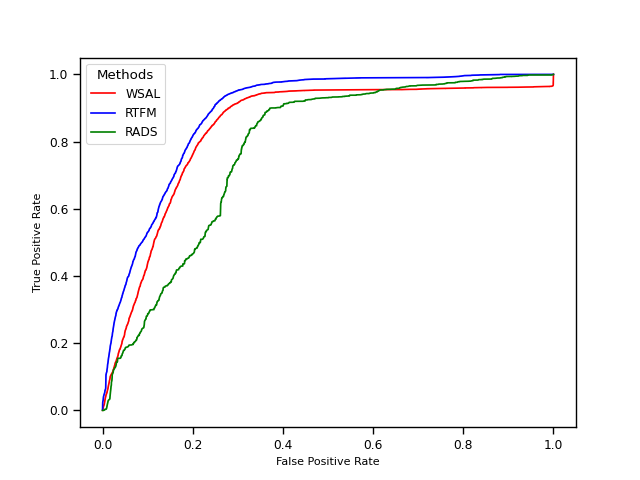 Methods
WSAL
RTFM
RADS
1.0
0.8
0.6
0.4
0.2
0.0
True Positive Rate
0.0 0.2 0.4 0.6 0.8 1.0
False Positive Rate